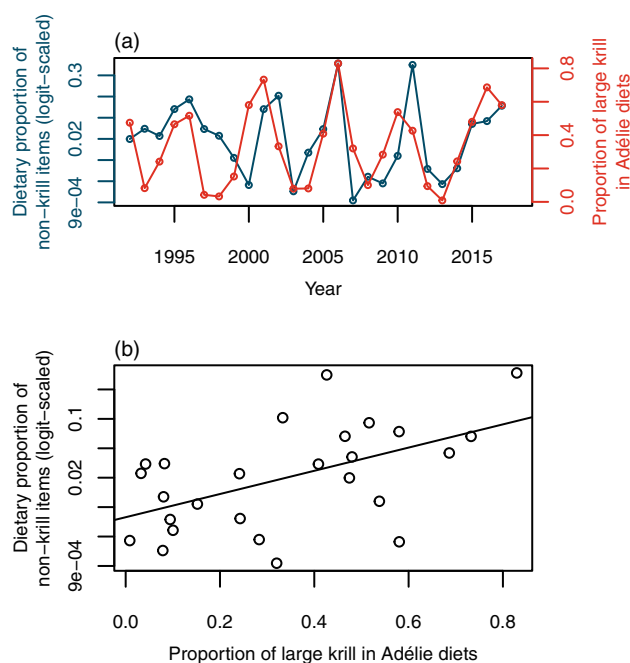 (a)
Dietary proportion of
non−krill items (logit−scaled)
0.3
0.02
9e−04
0.8
0.4
0.0
Proportion of large krill
in Adélie diets
1995 2000 2005 2010 2015
Year
(b)
Dietary proportion of
non−krill items (logit−scaled)
0.1
0.02
9e−04
0.0 0.2 0.4 0.6 0.8
Proportion of large krill in Adélie diets